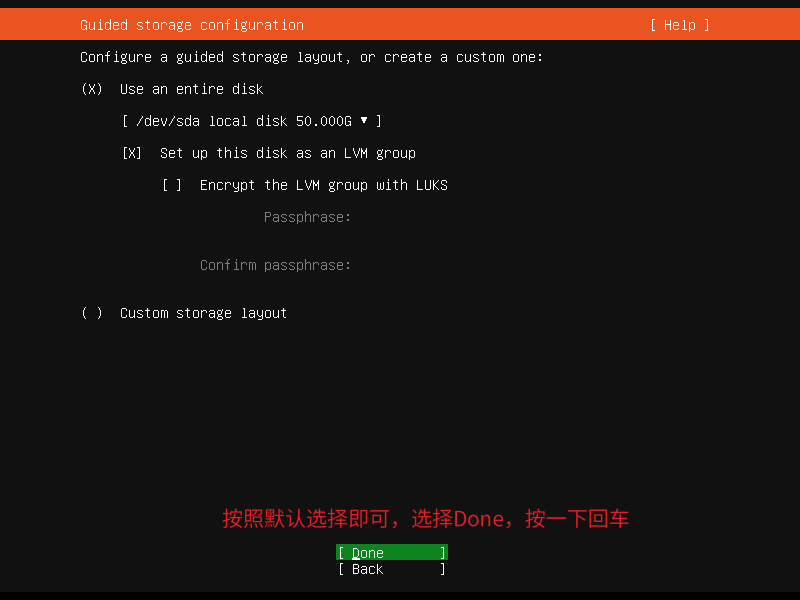 Guided storage configuration [ Help ]
Configure a guided storage layout, or create a custom one:
(X) Use an entire disk
[ /dev/sda local disk 50.000G ▾ ]
[X] Set up this disk as an LVM group
[ ] Encrypt the LVM group with LUKS
Passphrase:
Confirm passphrase:
( ) Custom storage layout
按照默认选择即可，选择Done，按一下回车
[ Done ]
[ Back ]